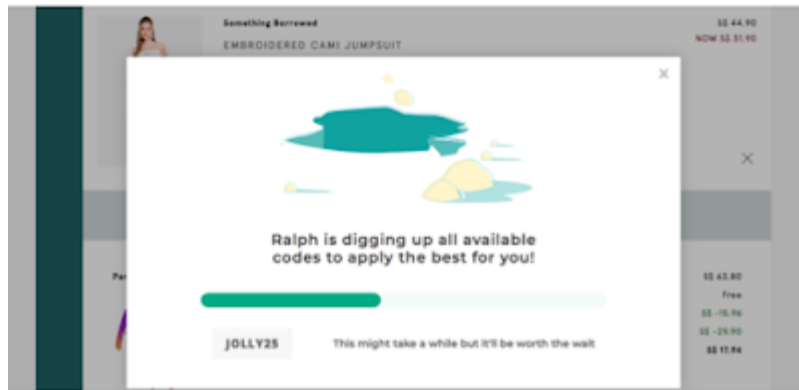 Something Borrowed
S$ 44.90
EMBROIDERED CAMI JUMPSUIT
NOW S$ 31.90
Ralph is digging up all available
codes to apply the best for you!
S$ 63.80
Free
S$ -15.96
S$ -29.90
S$ 17.94
JOLLY25
This might take a while but it'll be worth the wait